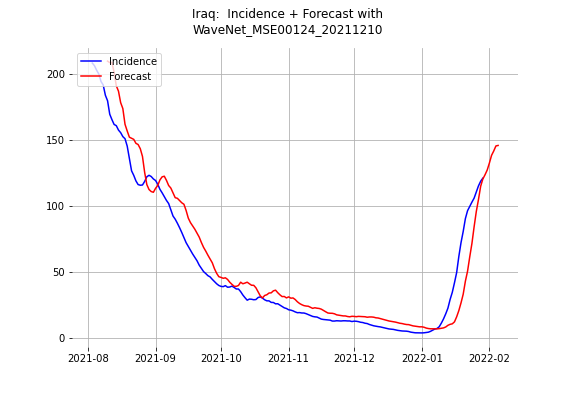 Iraq:  Incidence + Forecast with
WaveNet_MSE00124_20211210
Incidence
Forecast
200
150
100
50
0
2021-08 2021-09 2021-10 2021-11 2021-12 2022-01 2022-02